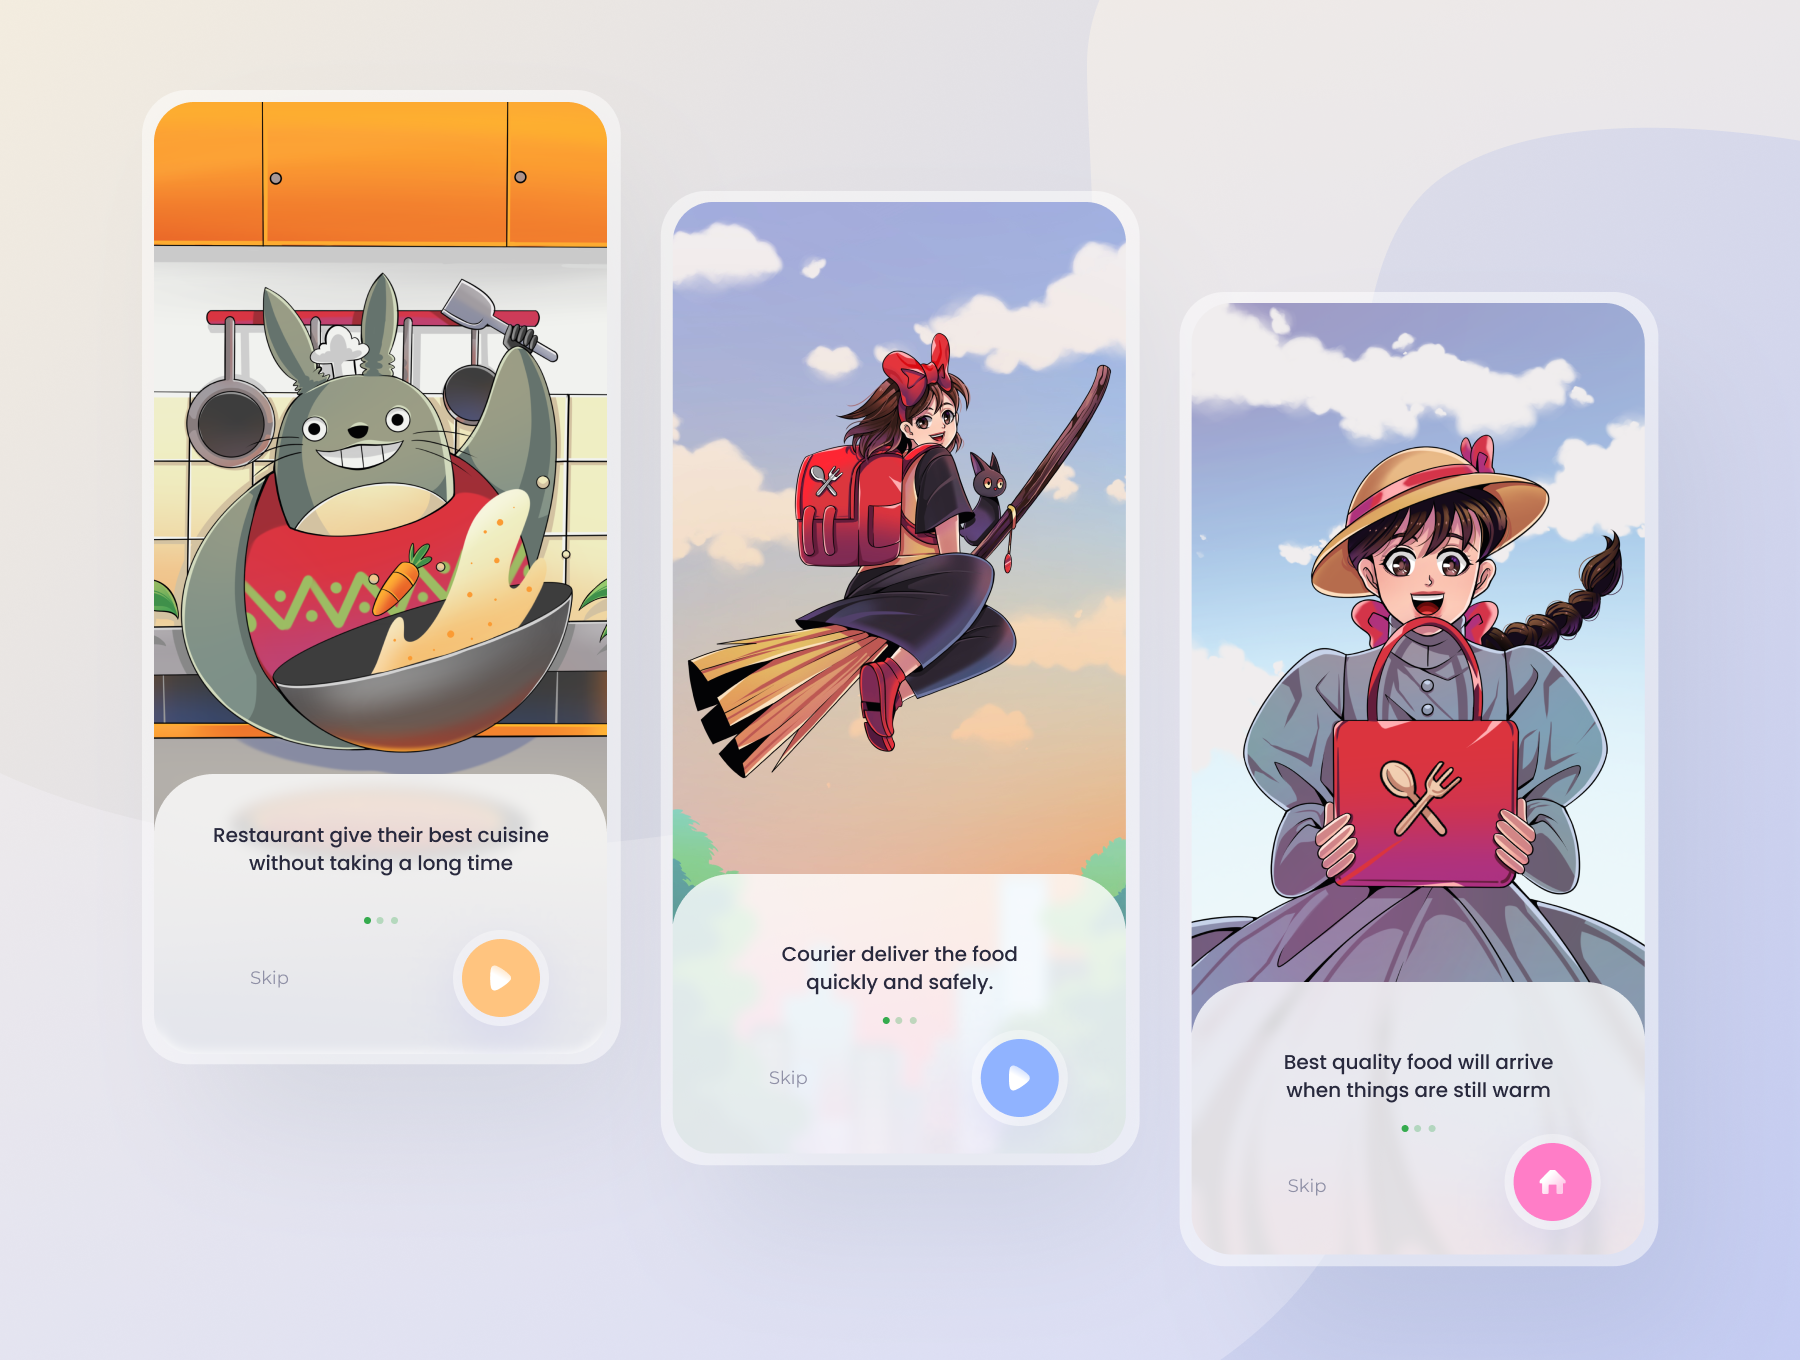 Restaurant give their best cuisine
without taking a long time
Skip
Courier deliver the food
quickly and safely.
Skip
Best quality food will arrive
when things are still warm
Skip